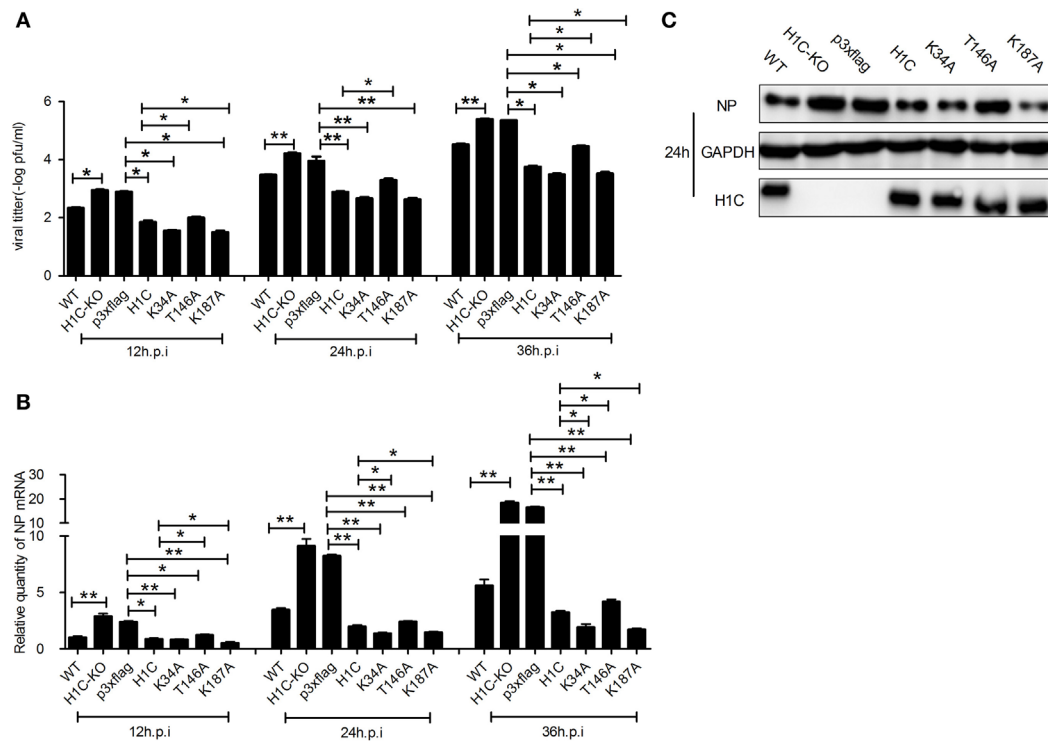 A
viral titter(-log pfu/ml)
6
4
2
0
* * * * * *
** ** ** ** *
** * * * * * *
WT H1C-KO p3xflag H1C K34A T146A K187A
WT H1C-KO p3xflag H1C K34A T146A K187A
WT H1C-KO p3xflag H1C K34A T146A K187A
12h.p.i 24h.p.i 36h.p.i
B
Relative quantity of NP mRNA
30
20
10
10
5
0
** * ** * ** * *
** ** ** ** ** * *
** ** ** ** ** * * *
WT H1C-KO p3xflag H1C K34A T146A K187A
WT H1C-KO p3xflag H1C K34A T146A K187A
WT H1C-KO p3xflag H1C K34A T146A K187A
12h.p.i 24h.p.i 36h.p.i
C
WT H1C-KO p3xflag H1C K34A T146A K187A
NP
24h GAPDH
H1C